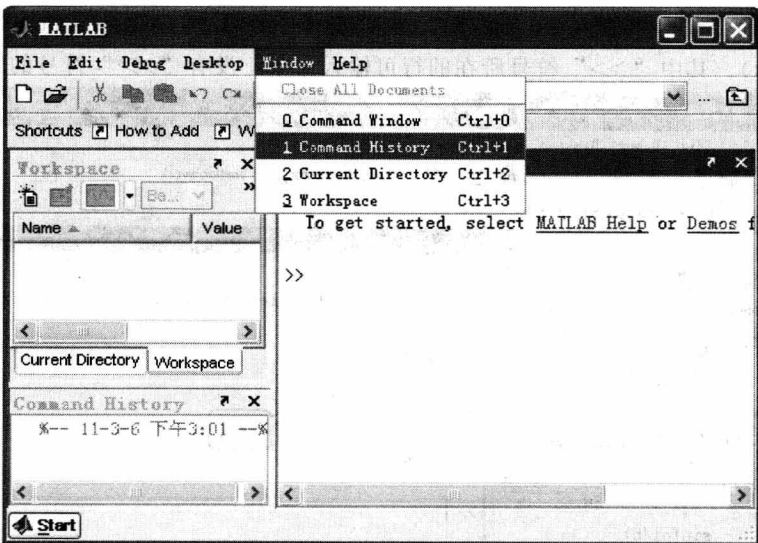 MATLAB
File Edit Debug Desktop Window Help
Close All Documents
0 Command Window Ctrl+0
1 Command History Ctrl+1
2 Current Directory Ctrl+2
3 Workspace Ctrl+3
Shortcuts How to Add W
Workspace
Ba...
Name Value
To get started, select MATLAB Help or Demos f
>>
Current Directory Workspace
Command History
%-- 11-3-6 下午3:01 --%
Start